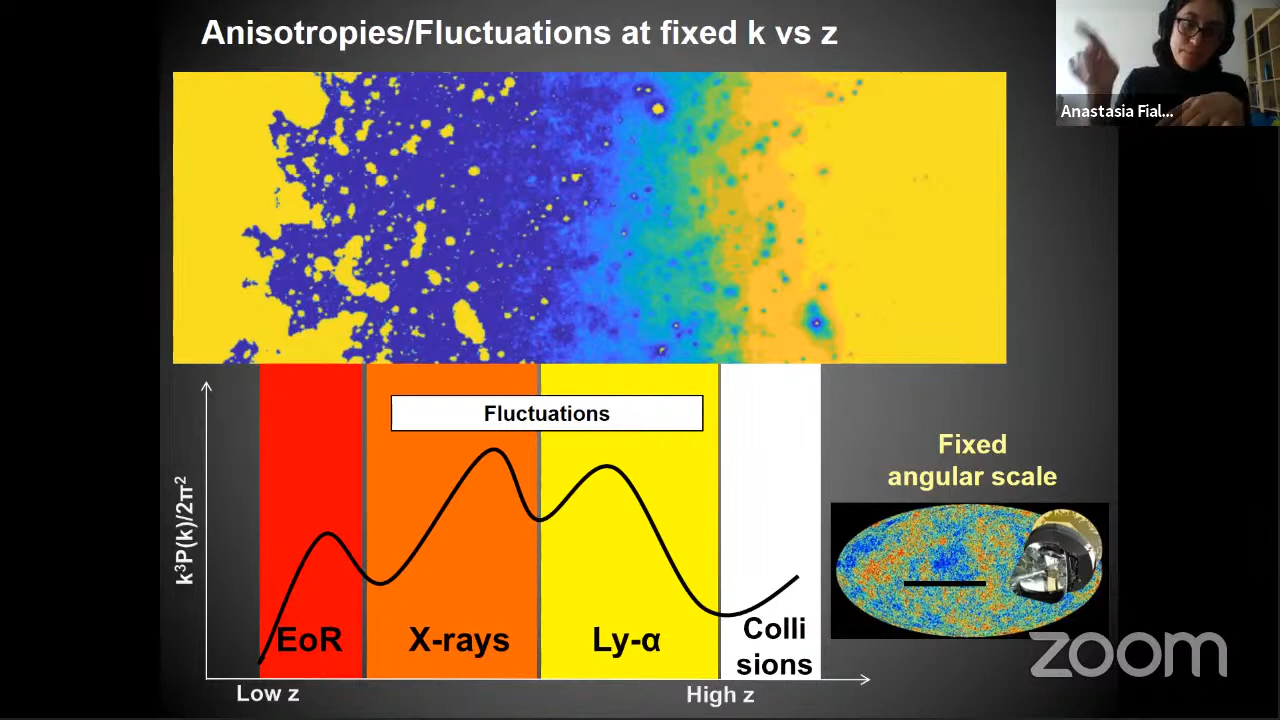 Anisotropies/Fluctuations at fixed k vs z
Anastasia Fial...
Fluctuations
Fixed
angular scale
k³P(k)/2π²
EoR
X-rays
Ly-α
Colli
sions
zoom
Low z
High z